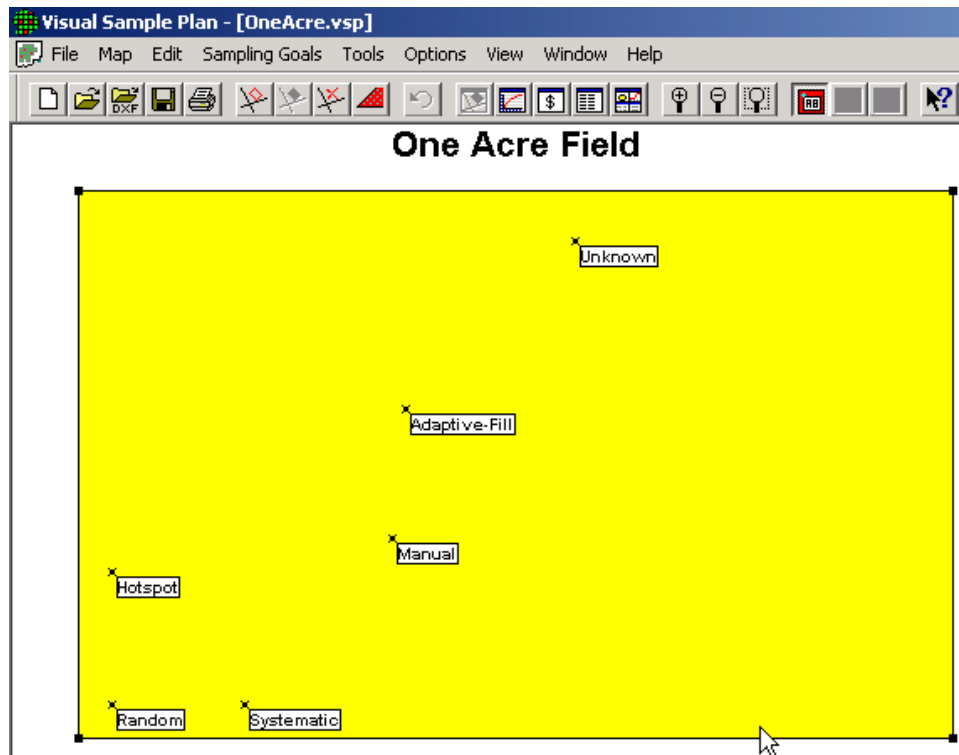 Visual Sample Plan - [OneAcre.vsp]
File Map Edit Sampling Goals Tools Options View Window Help
DXF $ AB ?
One Acre Field
Unknown
Adaptive-Fill
Manual
Hotspot
Random Systematic